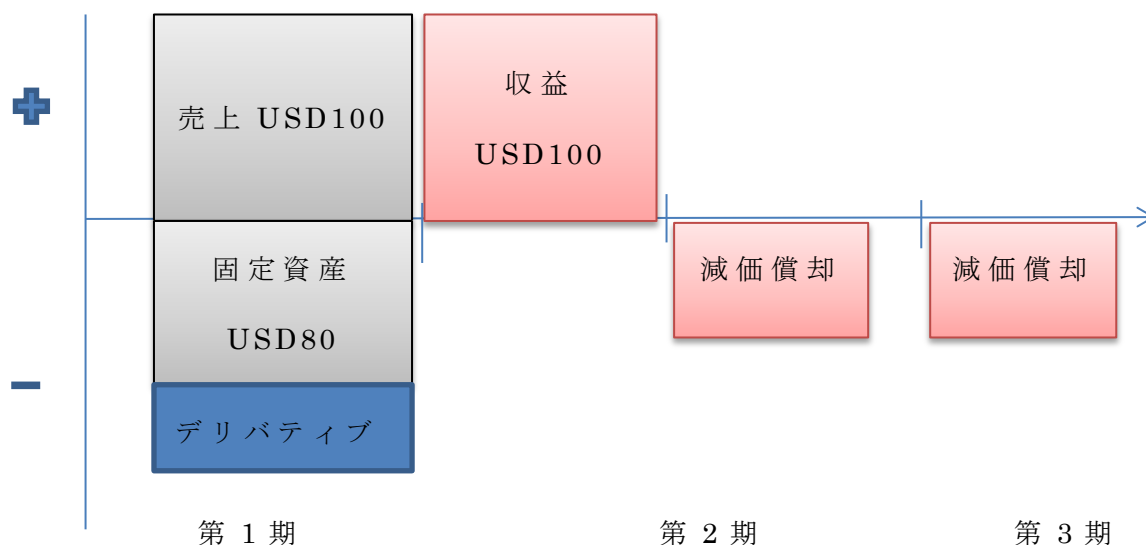 売上 USD100
収益
USD100
固定資産
USD80
減価償却
減価償却
デリバティブ
第 1 期
第 2 期
第 3 期